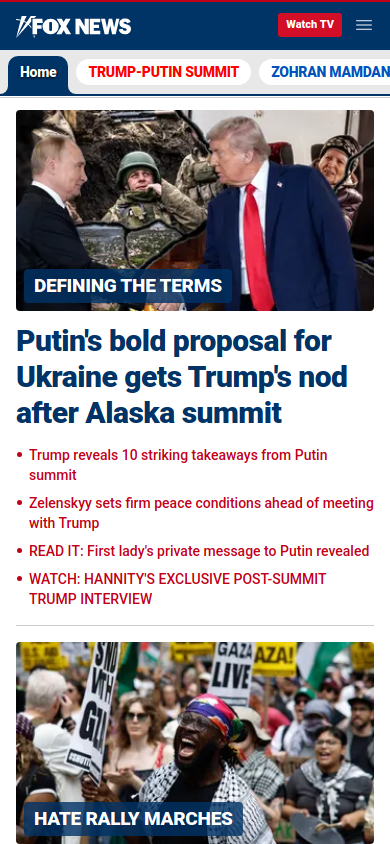 FOX NEWS
Watch TV
Home
TRUMP-PUTIN SUMMIT
ZOHRAN MAMDAN
DEFINING THE TERMS
Putin's bold proposal for
Ukraine gets Trump's nod
after Alaska summit
Trump reveals 10 striking takeaways from Putin
summit
Zelenskyy sets firm peace conditions ahead of meeting
with Trump
READ IT: First lady's private message to Putin revealed
WATCH: HANNITY'S EXCLUSIVE POST-SUMMIT
TRUMP INTERVIEW
GAZA
LIVE
GAZA!
HATE RALLY MARCHES